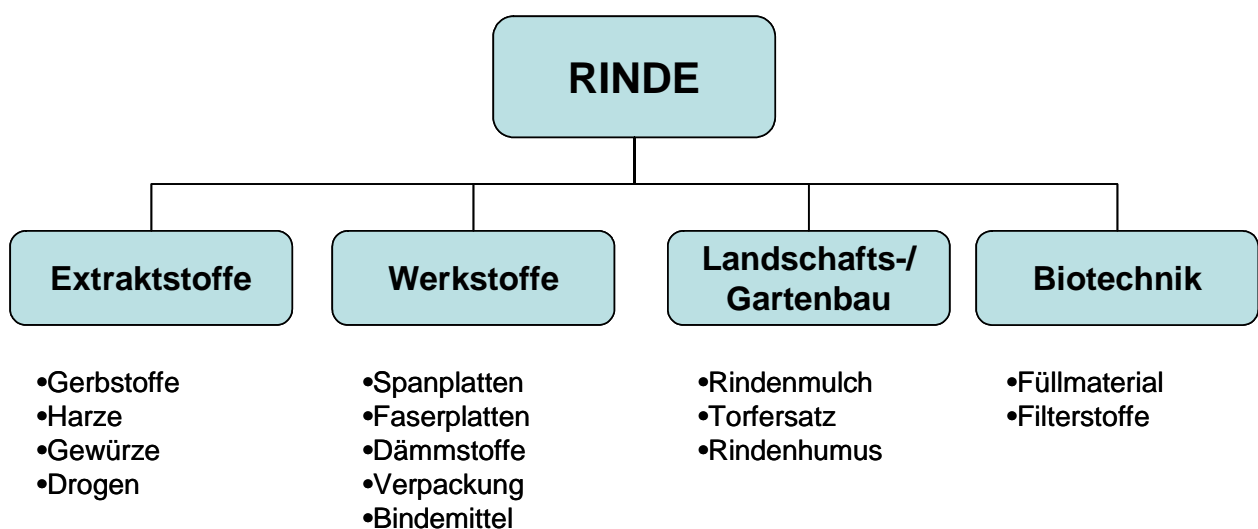 RINDE
Extraktstoffe
•Gerbstoffe
•Harze
•Gewürze
•Drogen
Werkstoffe
•Spanplatten
•Faserplatten
•Dämmstoffe
•Verpackung
•Bindemittel
Landschafts-/
Gartenbau
•Rindenmulch
•Torfersatz
•Rindenhumus
Biotechnik
•Füllmaterial
•Filterstoffe